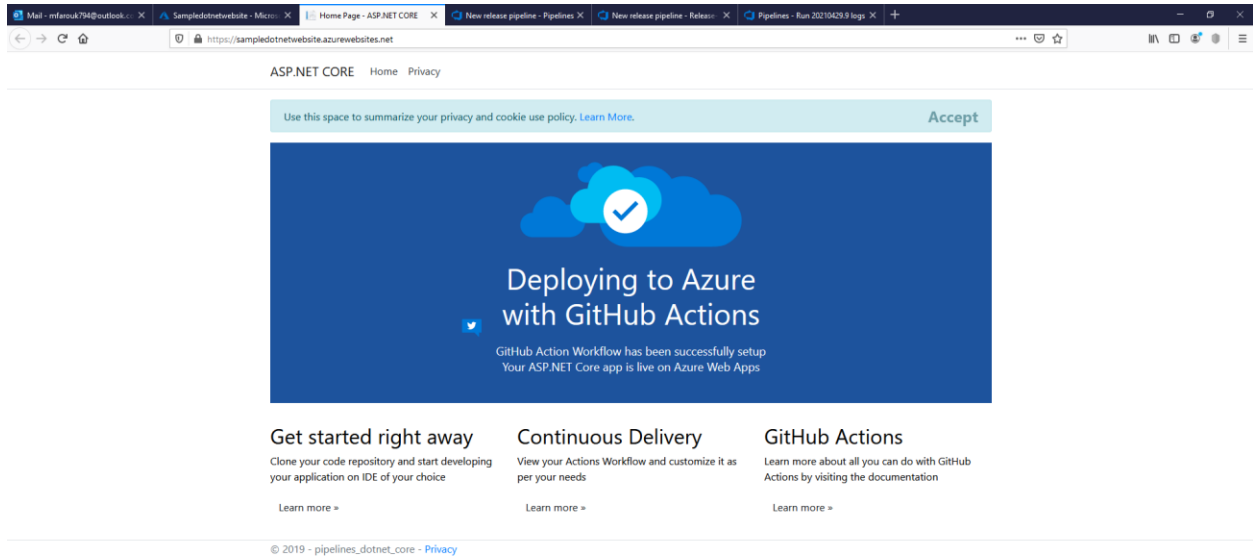 Mail - mfarouk794@outlook.co
Sampledotnetwebsite - Micros
Home Page - ASP.NET CORE
New release pipeline - Pipelines
New release pipeline - Release
Pipelines - Run 20210429.9 logs
https://sampledotnetwebsite.azurewebsites.net
ASP.NET CORE Home Privacy
Use this space to summarize your privacy and cookie use policy. Learn More. Accept
Deploying to Azure
with GitHub Actions
GitHub Action Workflow has been successfully setup
Your ASP.NET Core app is live on Azure Web Apps
Get started right away
Clone your code repository and start developing
your application on IDE of your choice
Learn more »
Continuous Delivery
View your Actions Workflow and customize it as
per your needs
Learn more »
GitHub Actions
Learn more about all you can do with GitHub
Actions by visiting the documentation
Learn more »
© 2019 - pipelines_dotnet_core - Privacy